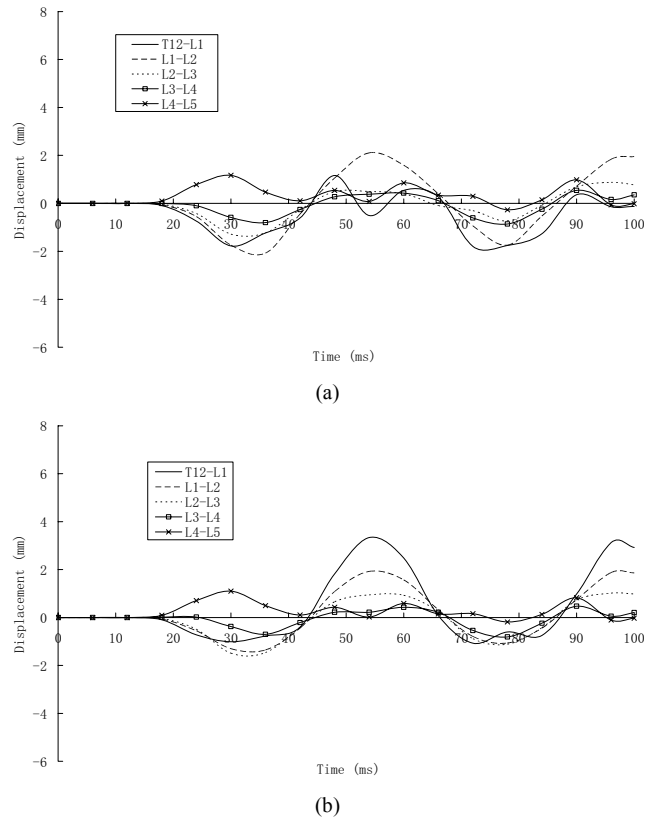 8
6
4
2
0
-2
-4
-6
Displacement (mm)
T12-L1
L1-L2
L2-L3
L3-L4
L4-L5
0 10 20 30 40 50 60 70 80 90 100
Time (ms)
(a)
8
6
4
2
0
-2
-4
-6
Displacement (mm)
T12-L1
L1-L2
L2-L3
L3-L4
L4-L5
0 10 20 30 40 50 60 70 80 90 100
Time (ms)
(b)